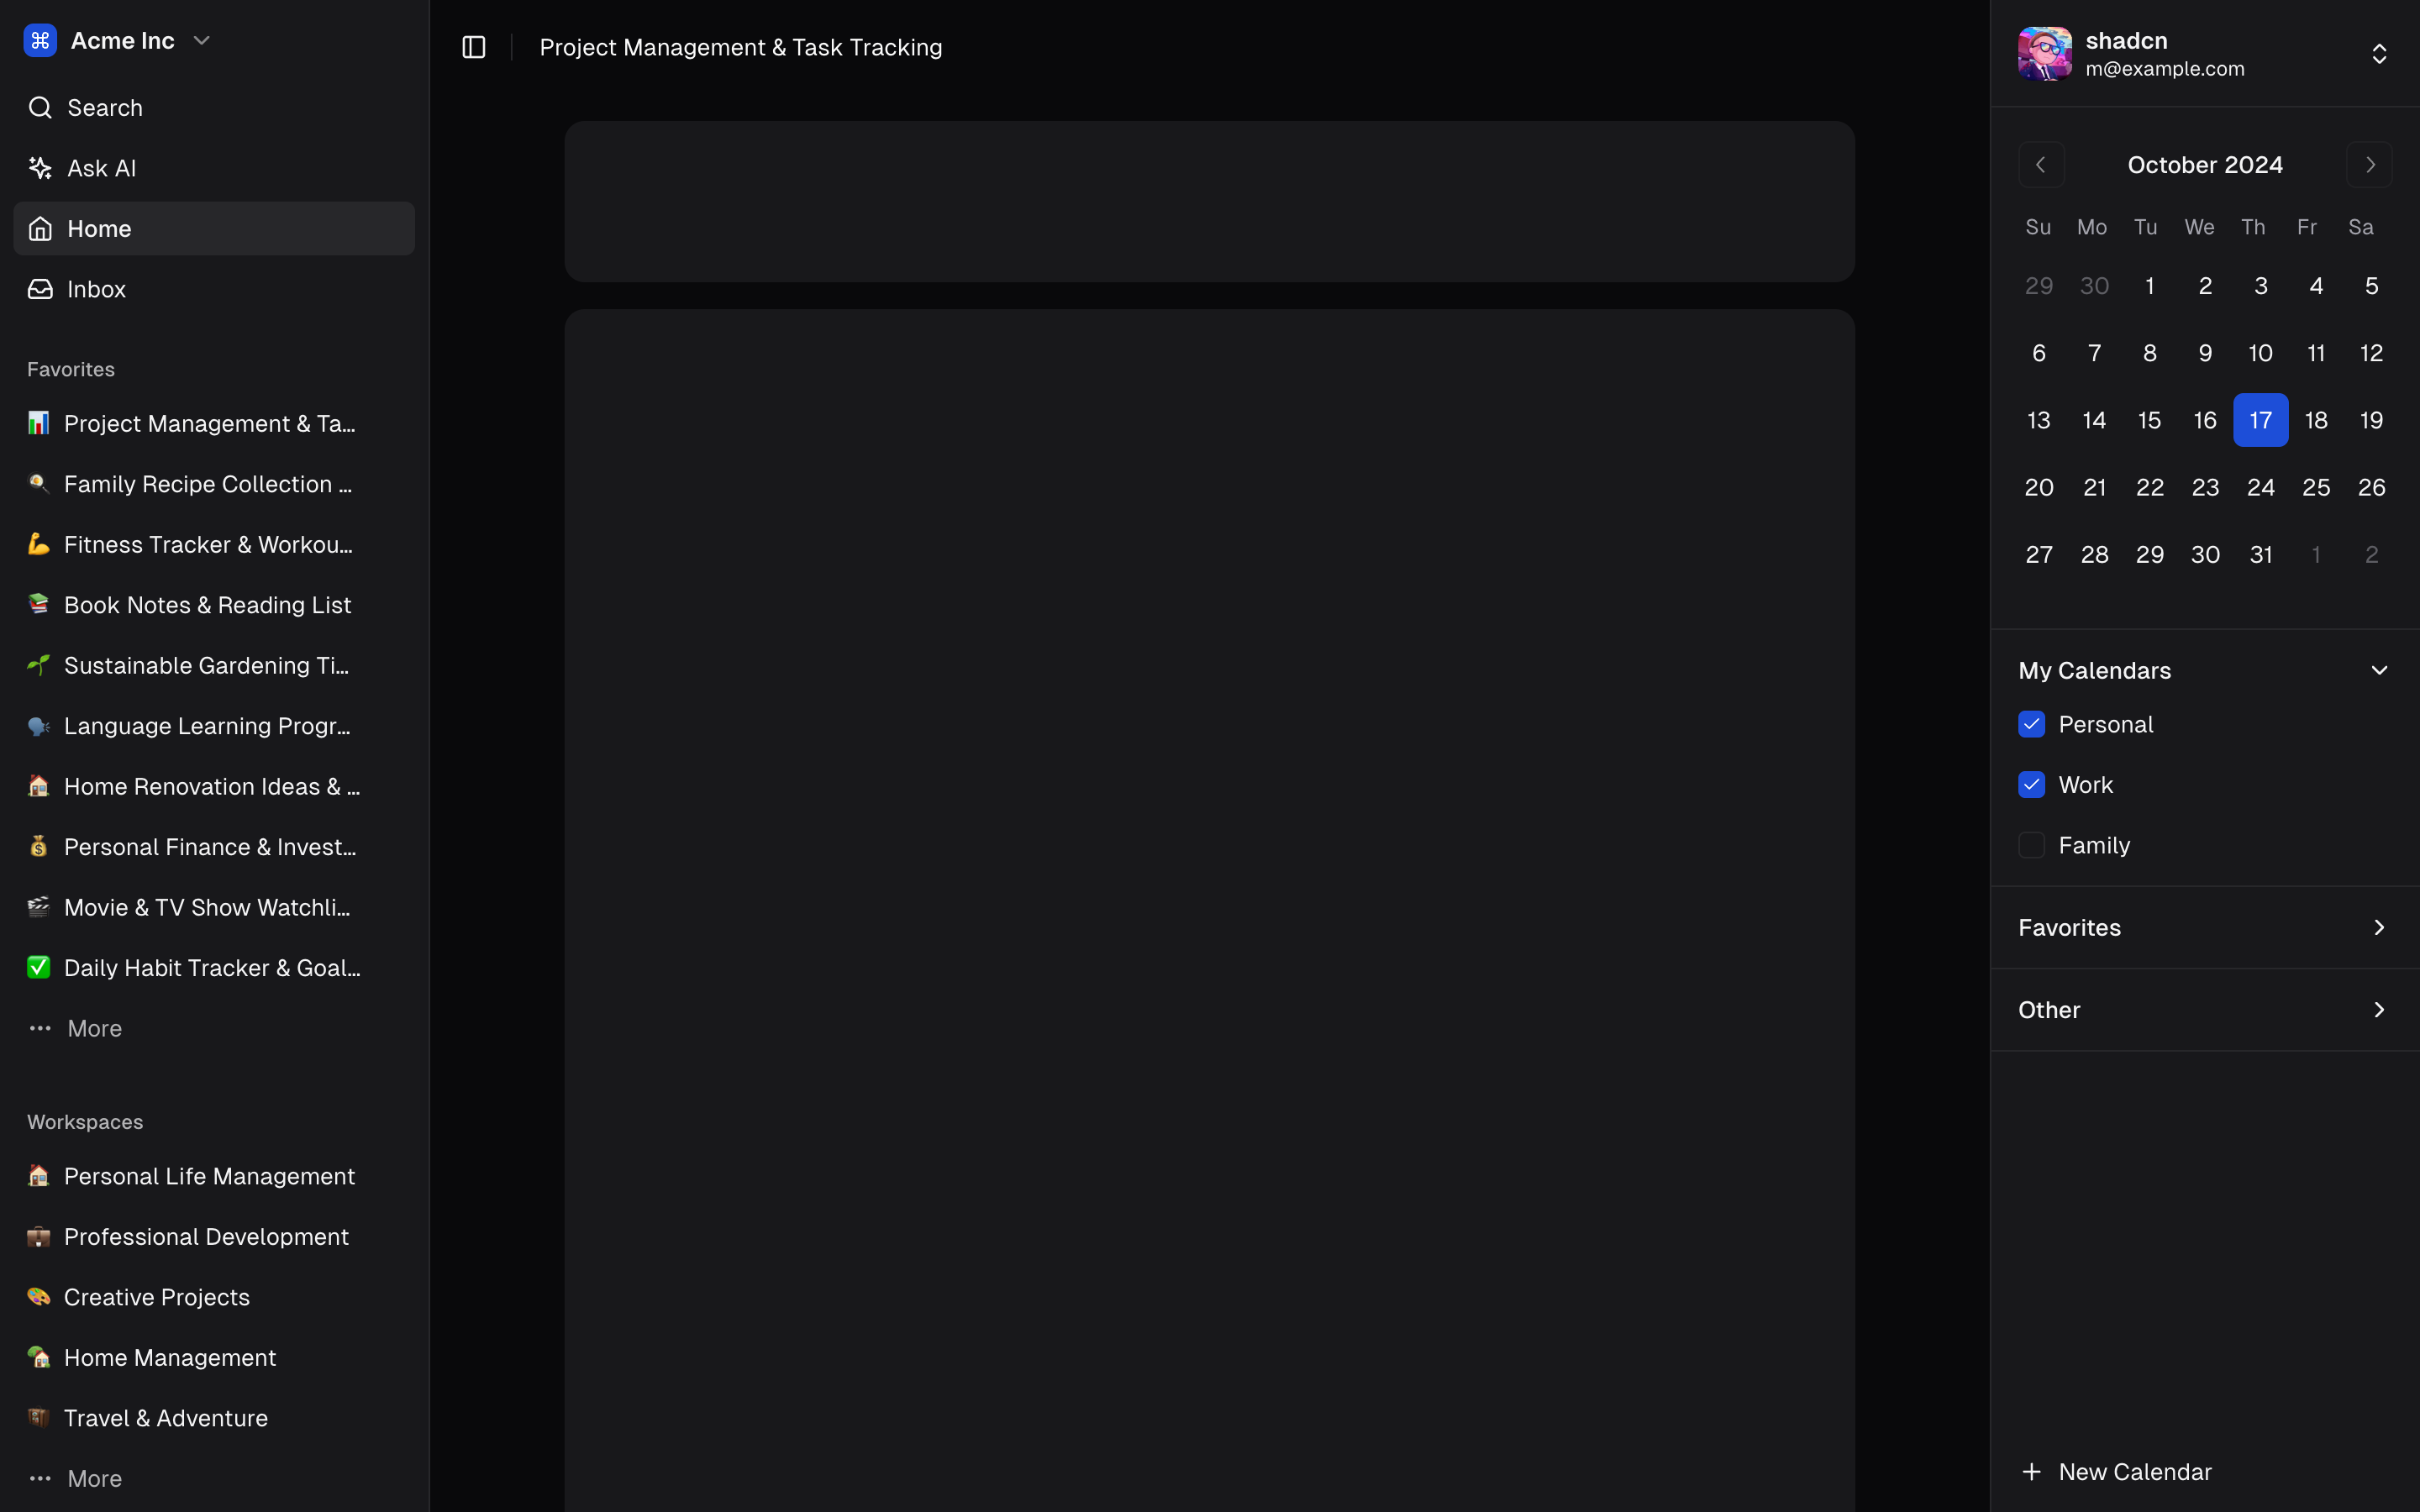 Acme Inc
Search
Ask AI
Home
Inbox
Favorites
Project Management & Ta...
Family Recipe Collection ...
Fitness Tracker & Workou...
Book Notes & Reading List
Sustainable Gardening Ti...
Language Learning Progr...
Home Renovation Ideas & ...
Personal Finance & Invest...
Movie & TV Show Watchli...
Daily Habit Tracker & Goal...
More
Workspaces
Personal Life Management
Professional Development
Creative Projects
Home Management
Travel & Adventure
More
Project Management & Task Tracking
shadcn
m@example.com
October 2024
Su Mo Tu We Th Fr Sa
29 30 1 2 3 4 5
6 7 8 9 10 11 12
13 14 15 16 17 18 19
20 21 22 23 24 25 26
27 28 29 30 31 1 2
My Calendars
Personal
Work
Family
Favorites
Other
New Calendar